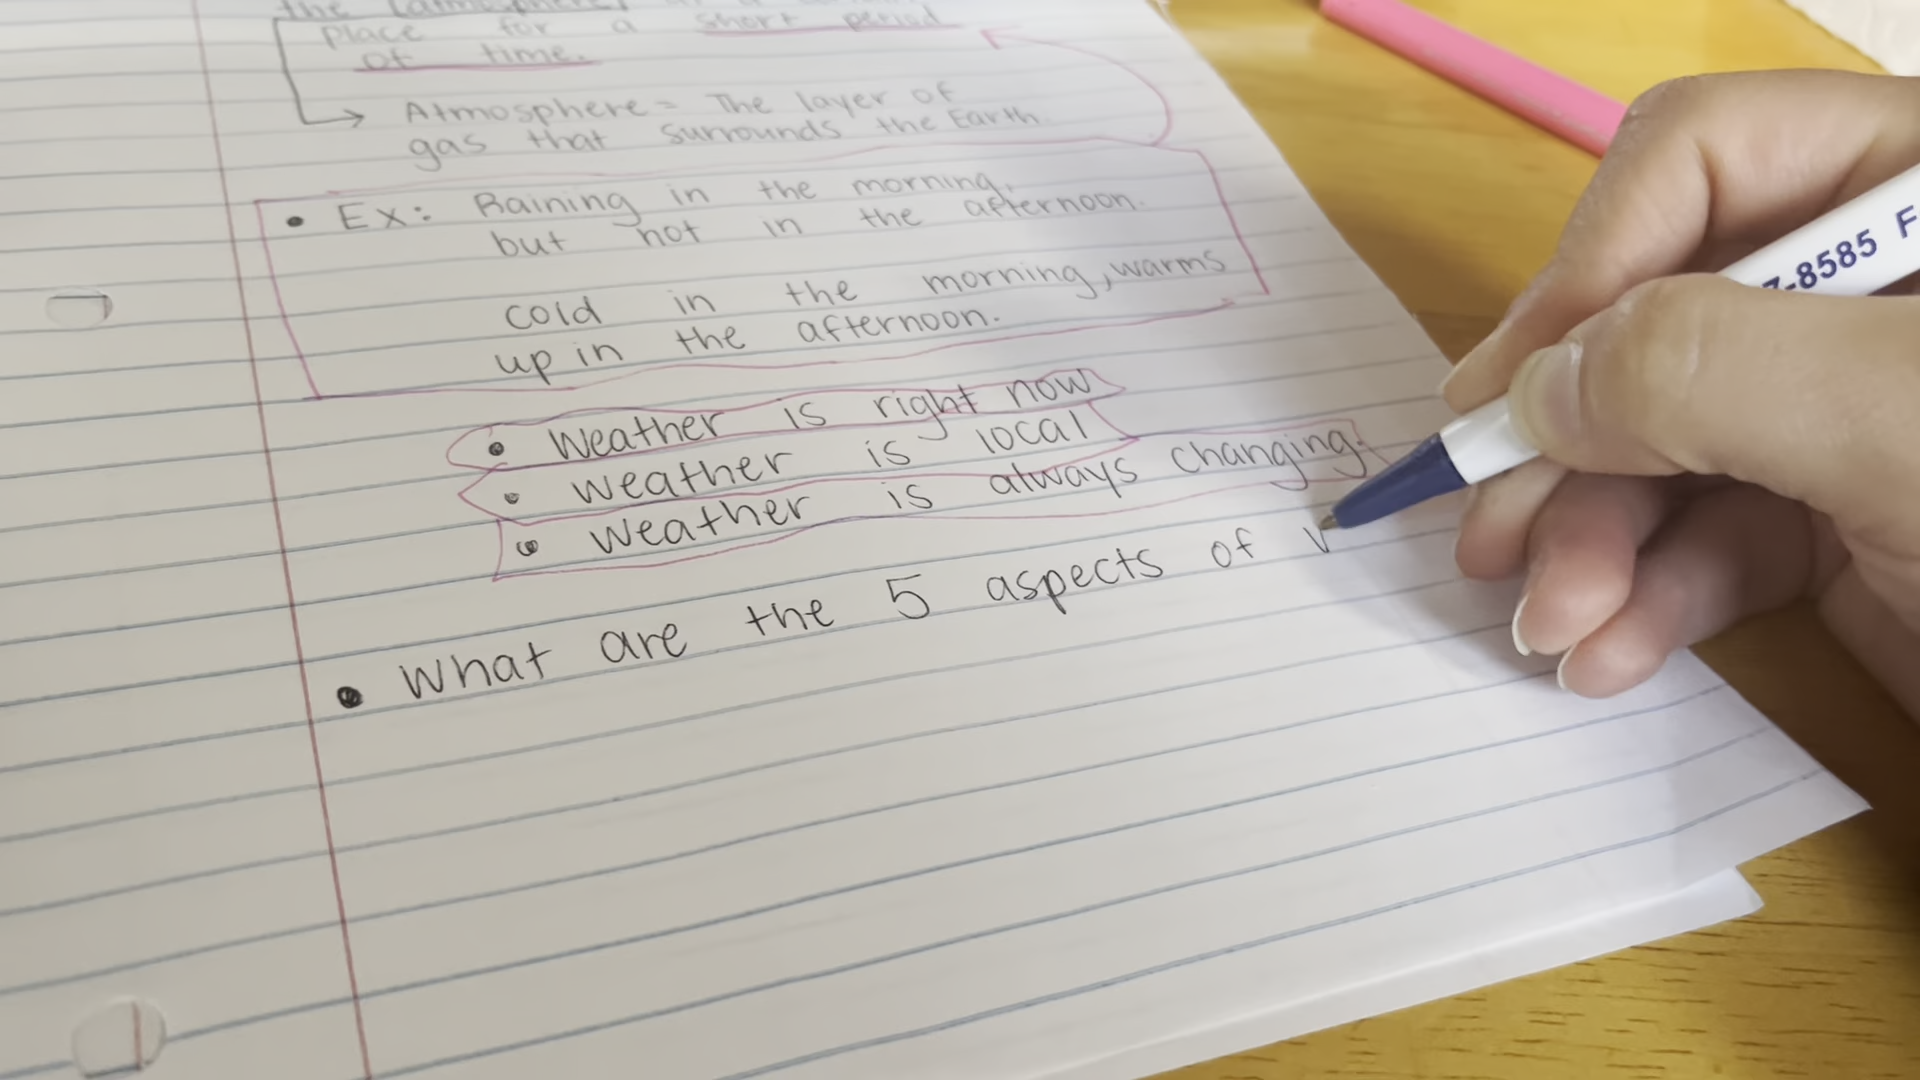 the [atmosphere]
place for a short period
of time.
Atmosphere = The layer of
gas that surrounds the Earth.
• Ex: Raining in the morning,
but not in the afternoon.
cold in the morning, warms
up in the afternoon.
• Weather is right now
• Weather is local
• Weather is always changing.
• What are the 5 aspects of w
7-8585 F